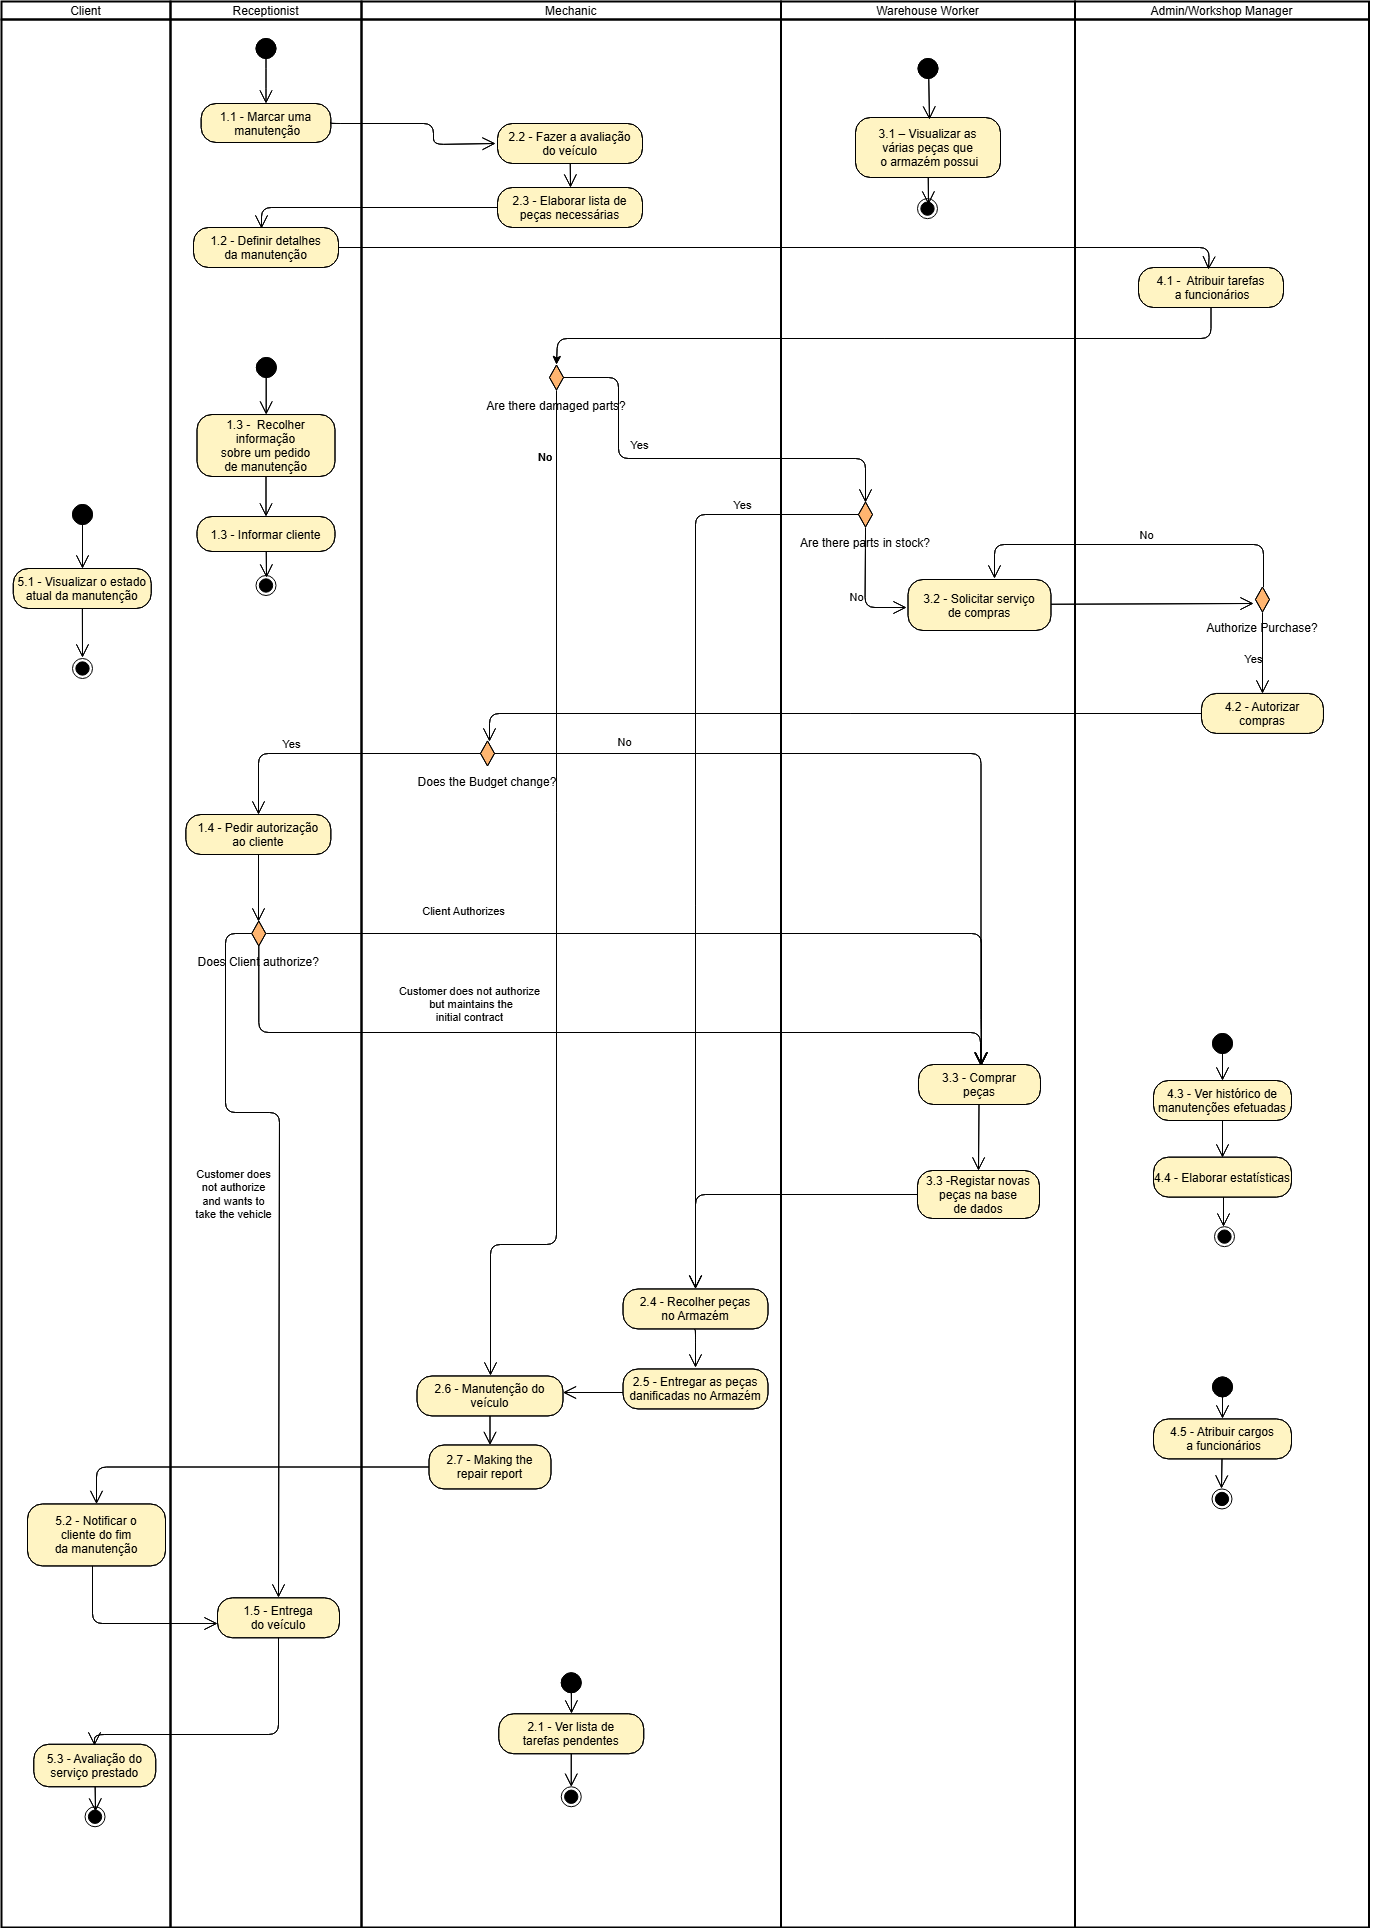 Client
Receptionist
Mechanic
Warehouse Worker
Admin/Workshop Manager
1.1 - Marcar uma
manutenção
2.2 - Fazer a avaliação
do veículo
3.1 – Visualizar as
várias peças que
o armazém possui
2.3 - Elaborar lista de
peças necessárias
1.2 - Definir detalhes
da manutenção
4.1 -  Atribuir tarefas
a funcionários
Are there damaged parts?
1.3 -  Recolher
informação
sobre um pedido
de manutenção
Yes
No
Yes
1.3 - Informar cliente
Are there parts in stock?
No
5.1 - Visualizar o estado
atual da manutenção
No
3.2 - Solicitar serviço
de compras
Authorize Purchase?
Yes
4.2 - Autorizar
compras
Yes
No
Does the Budget change?
1.4 - Pedir autorização
ao cliente
Client Authorizes
Does Client authorize?
Customer does not authorize
but maintains the
initial contract
3.3 - Comprar
peças
4.3 - Ver histórico de
manutenções efetuadas
Customer does
not authorize
and wants to
take the vehicle
3.3 -Registar novas
peças na base
de dados
4.4 - Elaborar estatísticas
2.4 - Recolher peças
no Armazém
2.6 - Manutenção do
veículo
2.5 - Entregar as peças
danificadas no Armazém
4.5 - Atribuir cargos
a funcionários
2.7 - Making the
repair report
5.2 - Notificar o
cliente do fim
da manutenção
1.5 - Entrega
do veículo
2.1 - Ver lista de
tarefas pendentes
5.3 - Avaliação do
serviço prestado